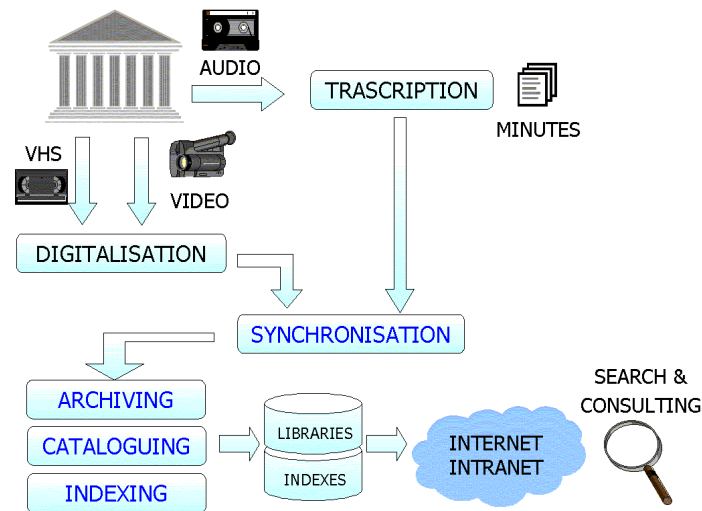 AUDIO
TRASCRIPTION
MINUTES
VHS
VIDEO
DIGITALISATION
SYNCHRONISATION
SEARCH &
CONSULTING
ARCHIVING
CATALOGUING
INDEXING
LIBRARIES
INDEXES
INTERNET
INTRANET